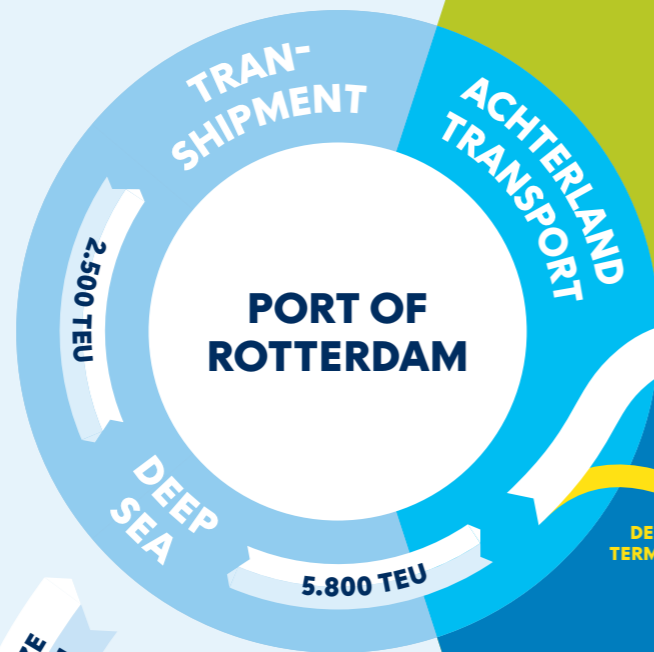 TRAN-
SHIPMENT
ACHTERLAND
TRANSPORT
2.500 TEU
PORT OF
ROTTERDAM
DEEP
SEA
5.800 TEU